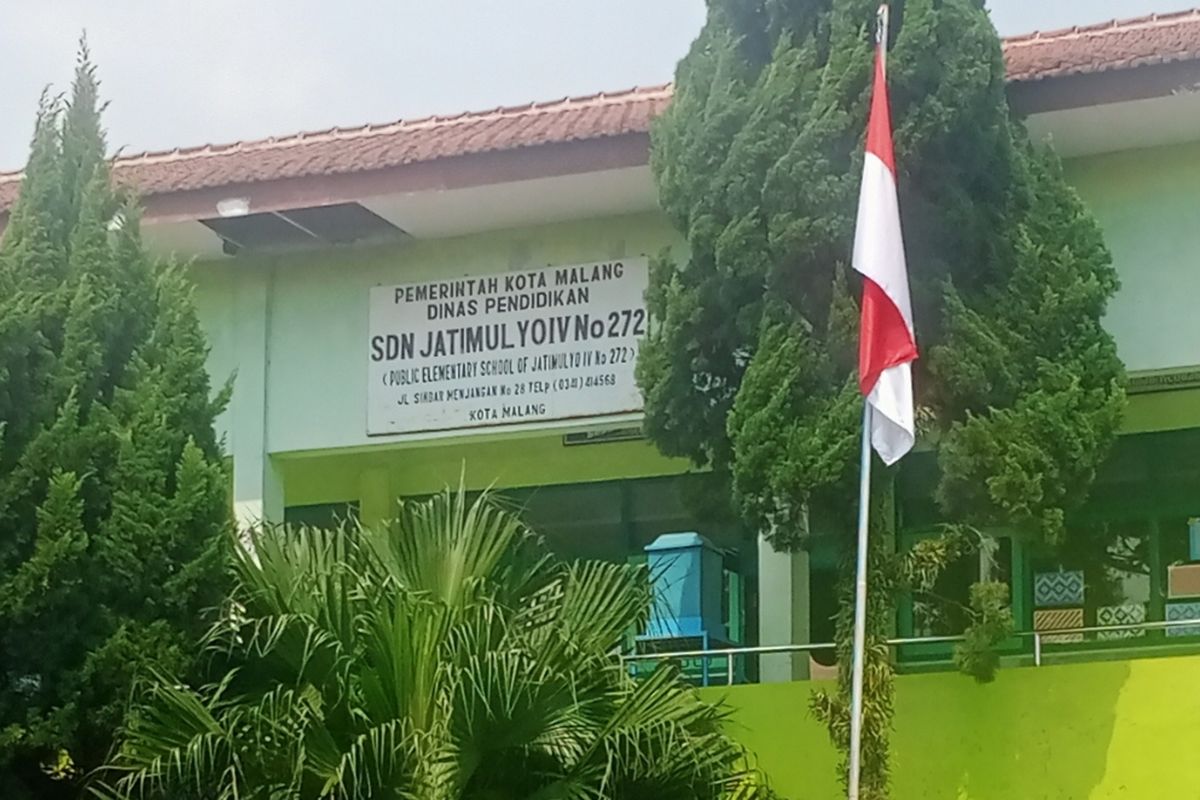 PEMERINTAH KOTA MALANG
DINAS PENDIDIKAN
SDN JATIMULYO IV No 272
( PUBLIC ELEMENTARY SCHOOL OF JATIMULYO IV No 272 )
JL SIMBAR MENJANGAN No 28 TELP (0341) 414568
KOTA MALANG